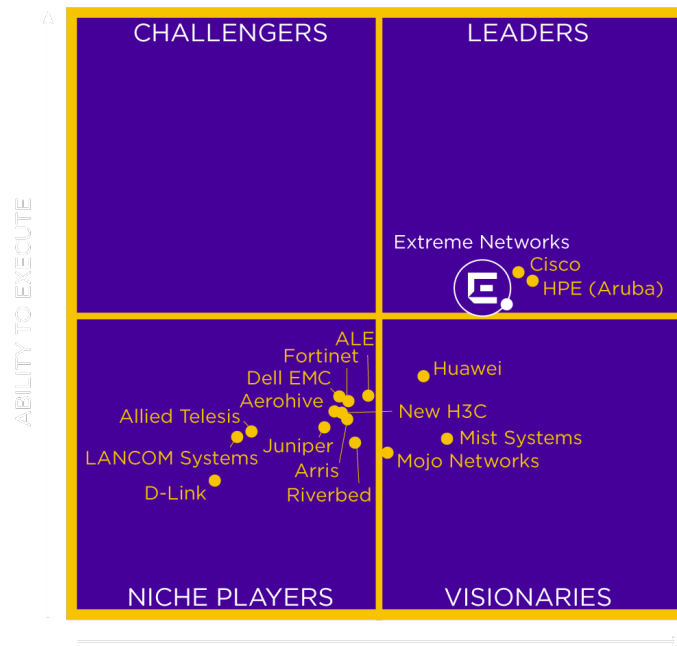 CHALLENGERS
LEADERS
ABILITY TO EXECUTE
Extreme Networks
Cisco
HPE (Aruba)
ALE
Fortinet
Huawei
Dell EMC
Aerohive
New H3C
Allied Telesis
Juniper
Mist Systems
LANCOM Systems
Arris
Mojo Networks
D-Link
Riverbed
NICHE PLAYERS
VISIONARIES